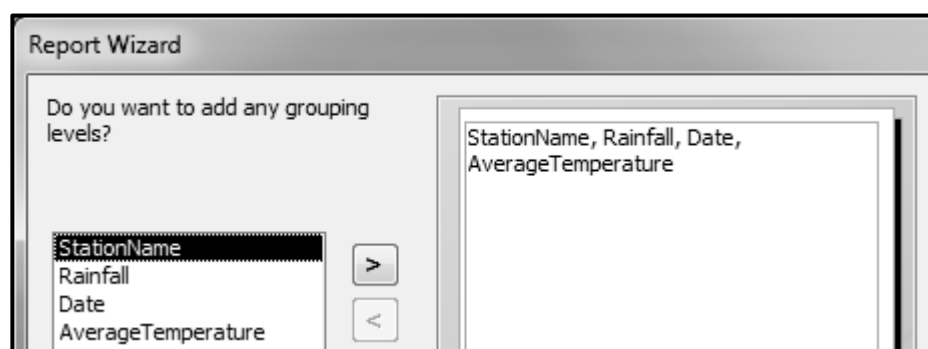 Report Wizard
Do you want to add any grouping
levels?
StationName, Rainfall, Date,
AverageTemperature
StationName
Rainfall
Date
AverageTemperature
>
<